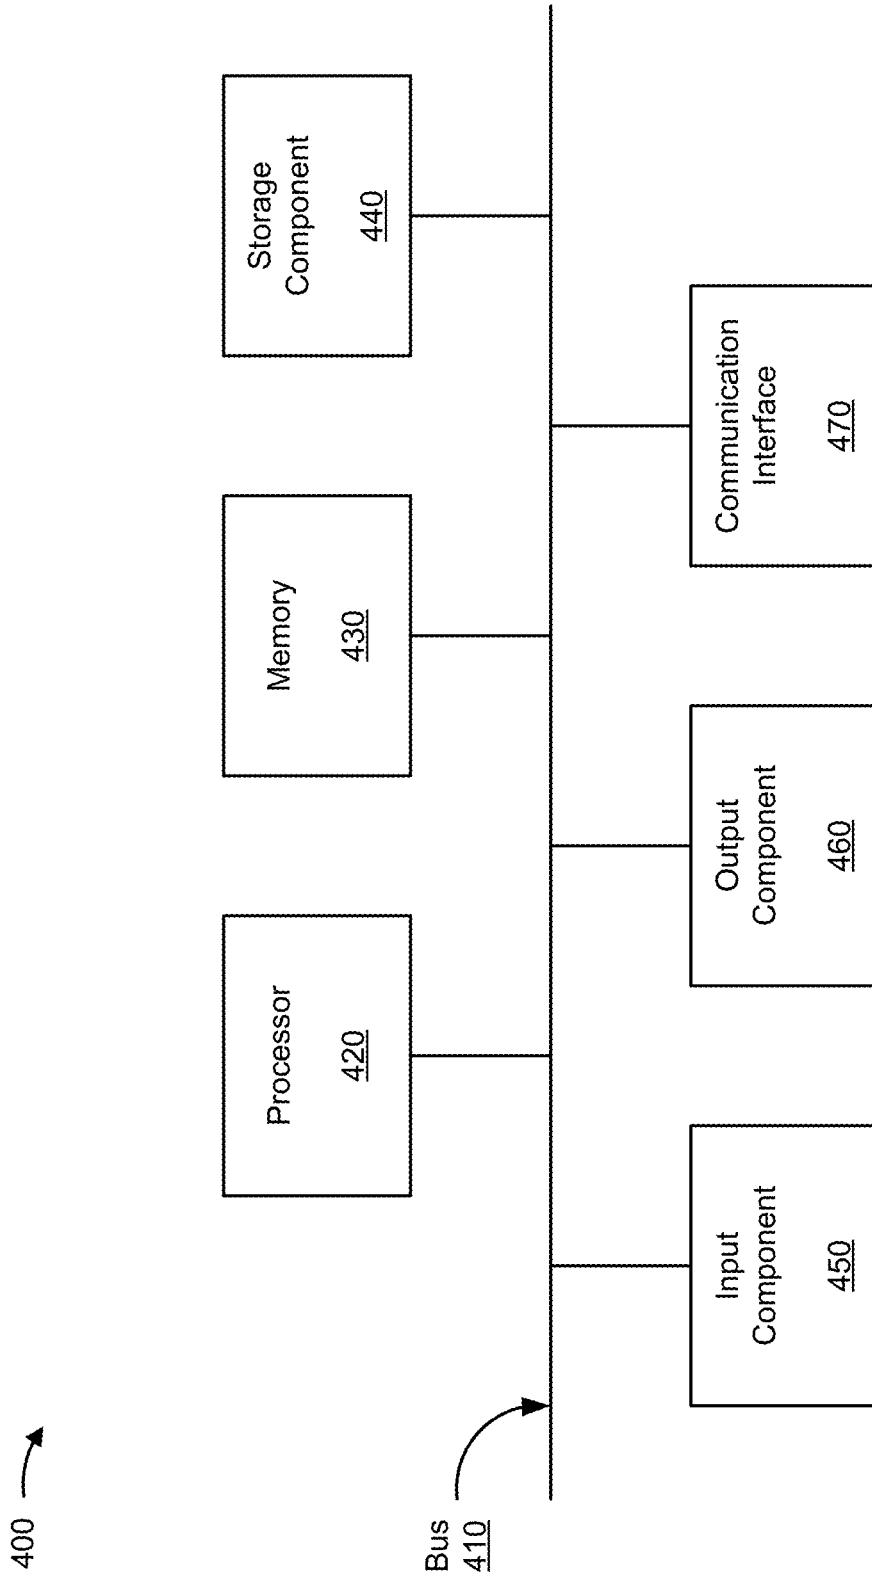 400
Bus
410
Processor
420
Memory
430
Storage
Component
440
Input
Component
450
Output
Component
460
Communication
Interface
470